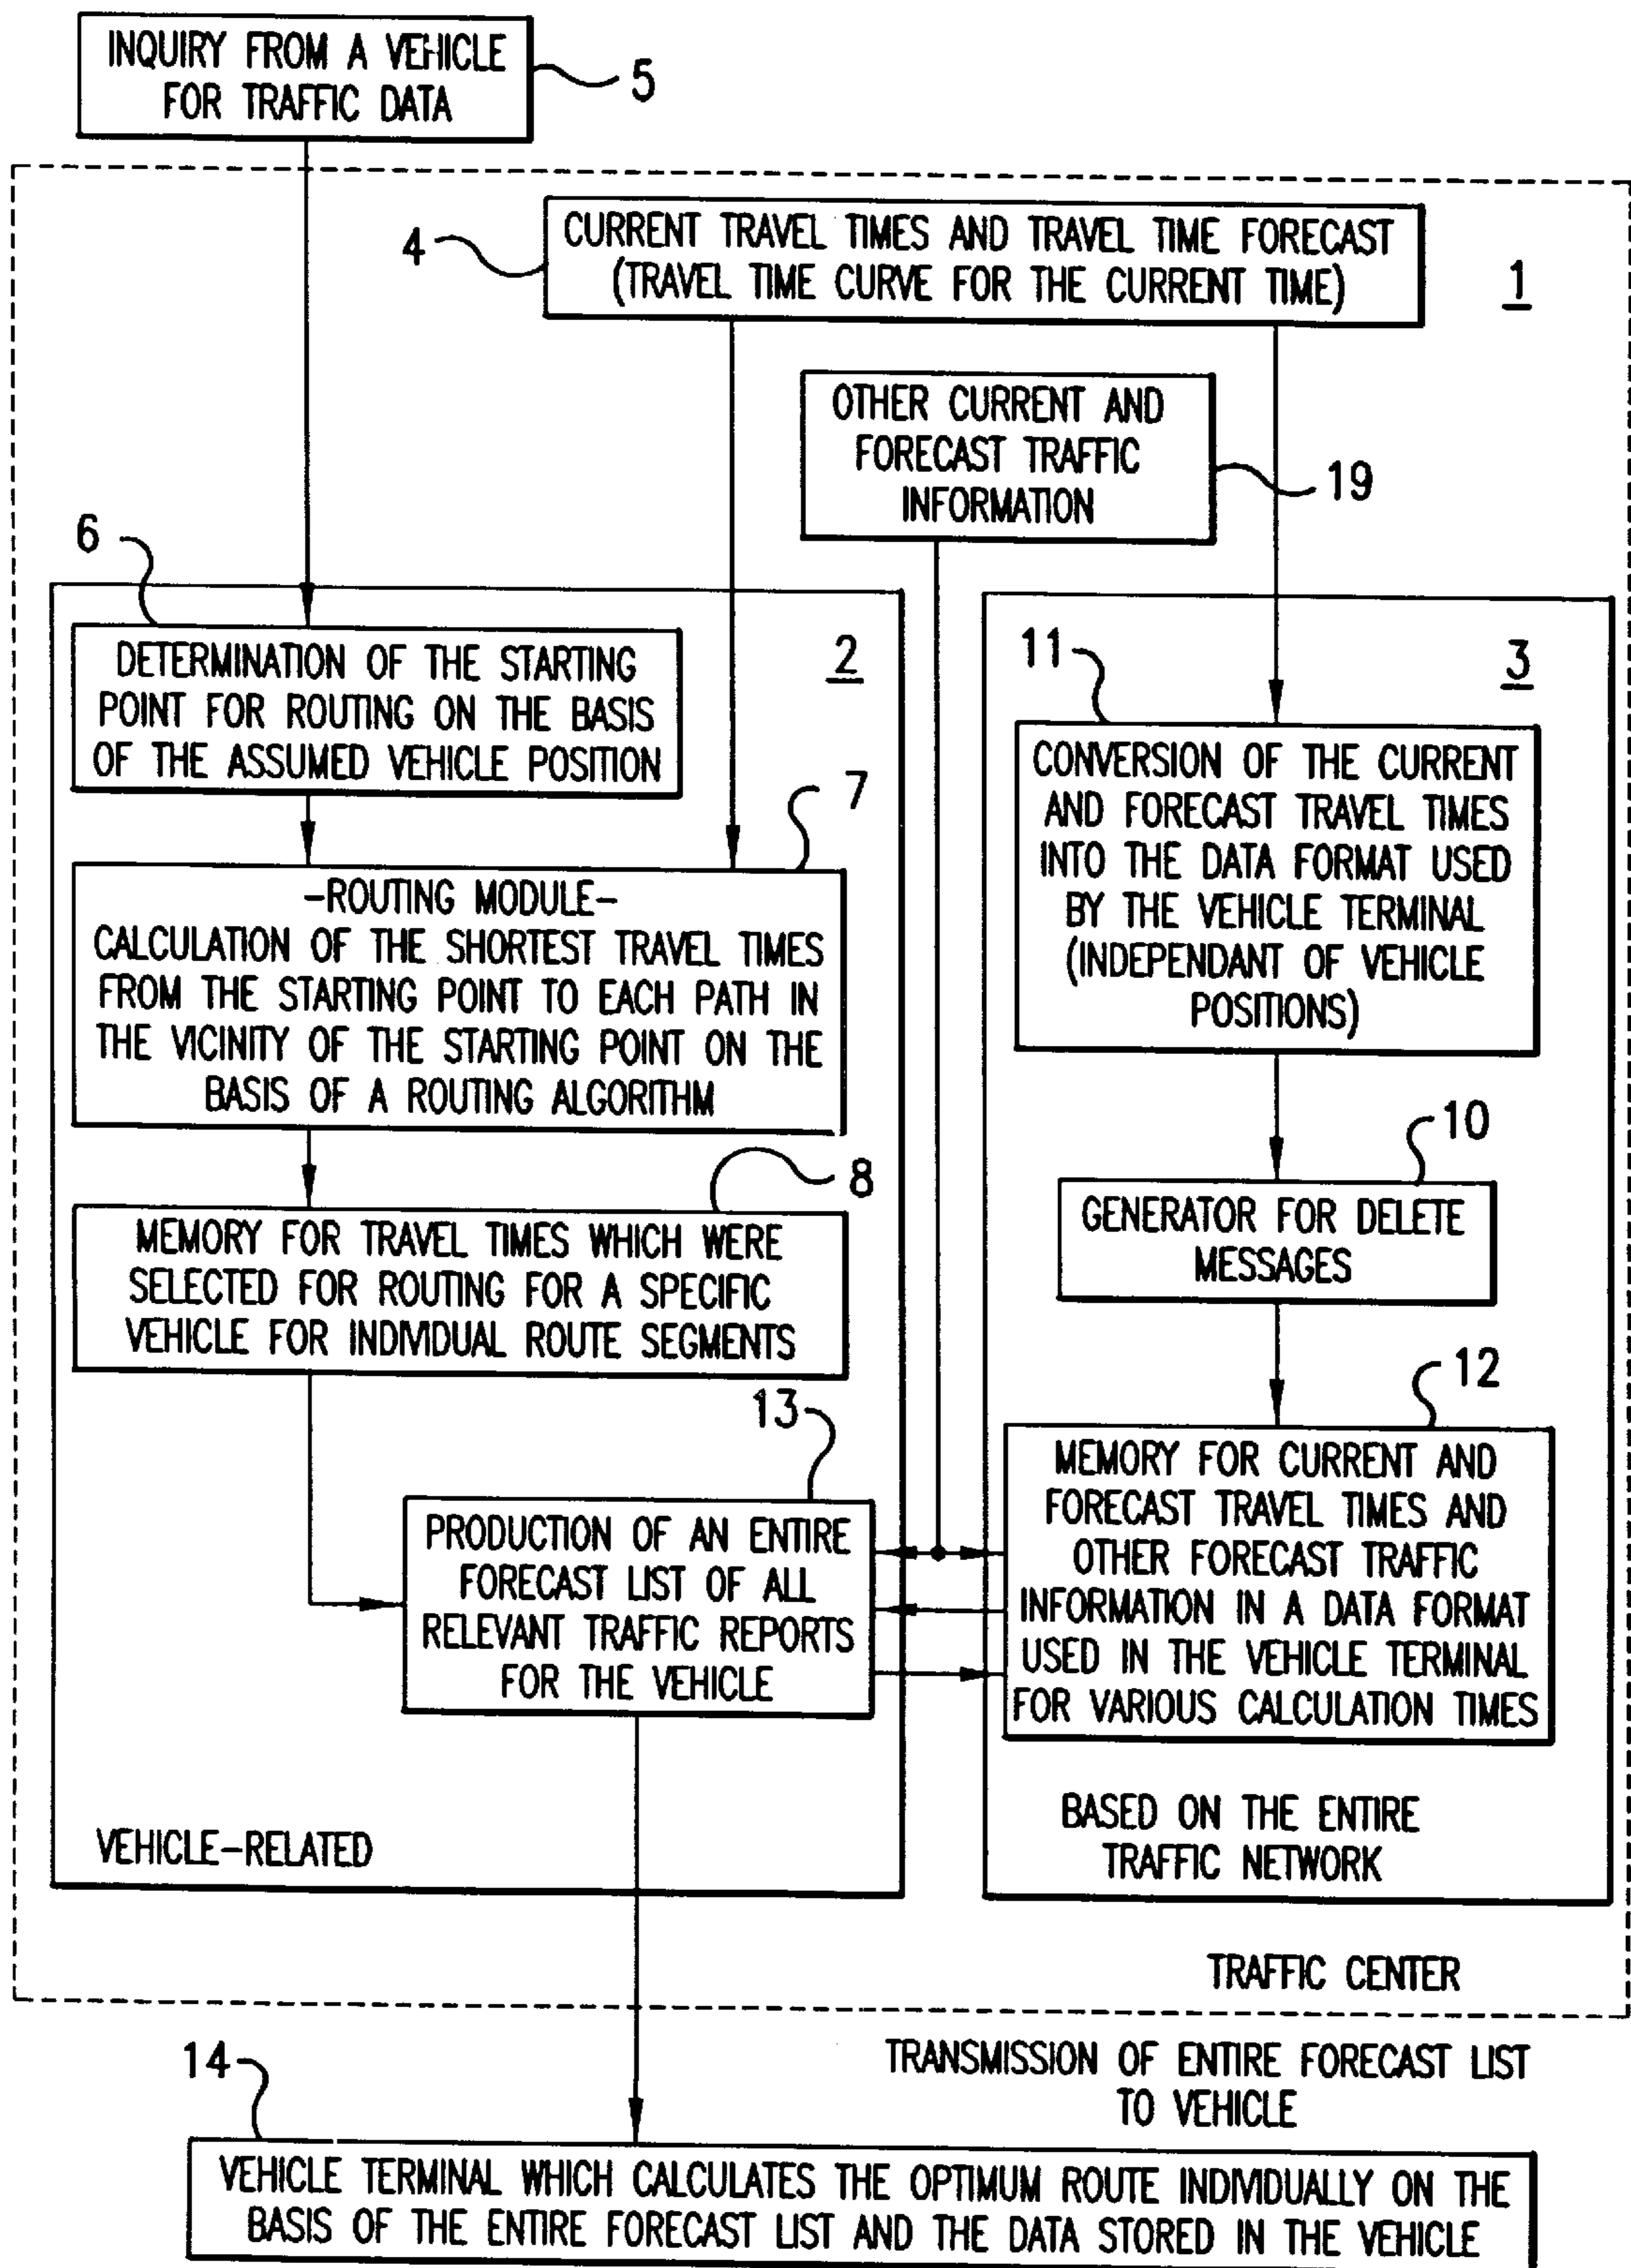 INQUIRY FROM A VEHICLE
FOR TRAFFIC DATA
5
4
CURRENT TRAVEL TIMES AND TRAVEL TIME FORECAST
(TRAVEL TIME CURVE FOR THE CURRENT TIME)
1
OTHER CURRENT AND
FORECAST TRAFFIC
INFORMATION
19
6
DETERMINATION OF THE STARTING
POINT FOR ROUTING ON THE BASIS
OF THE ASSUMED VEHICLE POSITION
2
7
-ROUTING MODULE-
CALCULATION OF THE SHORTEST TRAVEL TIMES
FROM THE STARTING POINT TO EACH PATH IN
THE VICINITY OF THE STARTING POINT ON THE
BASIS OF A ROUTING ALGORITHM
8
MEMORY FOR TRAVEL TIMES WHICH WERE
SELECTED FOR ROUTING FOR A SPECIFIC
VEHICLE FOR INDIVIDUAL ROUTE SEGMENTS
13
PRODUCTION OF AN ENTIRE
FORECAST LIST OF ALL
RELEVANT TRAFFIC REPORTS
FOR THE VEHICLE
VEHICLE-RELATED
3
11
CONVERSION OF THE CURRENT
AND FORECAST TRAVEL TIMES
INTO THE DATA FORMAT USED
BY THE VEHICLE TERMINAL
(INDEPENDANT OF VEHICLE
POSITIONS)
10
GENERATOR FOR DELETE
MESSAGES
12
MEMORY FOR CURRENT AND
FORECAST TRAVEL TIMES AND
OTHER FORECAST TRAFFIC
INFORMATION IN A DATA FORMAT
USED IN THE VEHICLE TERMINAL
FOR VARIOUS CALCULATION TIMES
BASED ON THE ENTIRE
TRAFFIC NETWORK
TRAFFIC CENTER
TRANSMISSION OF ENTIRE FORECAST LIST
TO VEHICLE
14
VEHICLE TERMINAL WHICH CALCULATES THE OPTIMUM ROUTE INDIVIDUALLY ON THE
BASIS OF THE ENTIRE FORECAST LIST AND THE DATA STORED IN THE VEHICLE